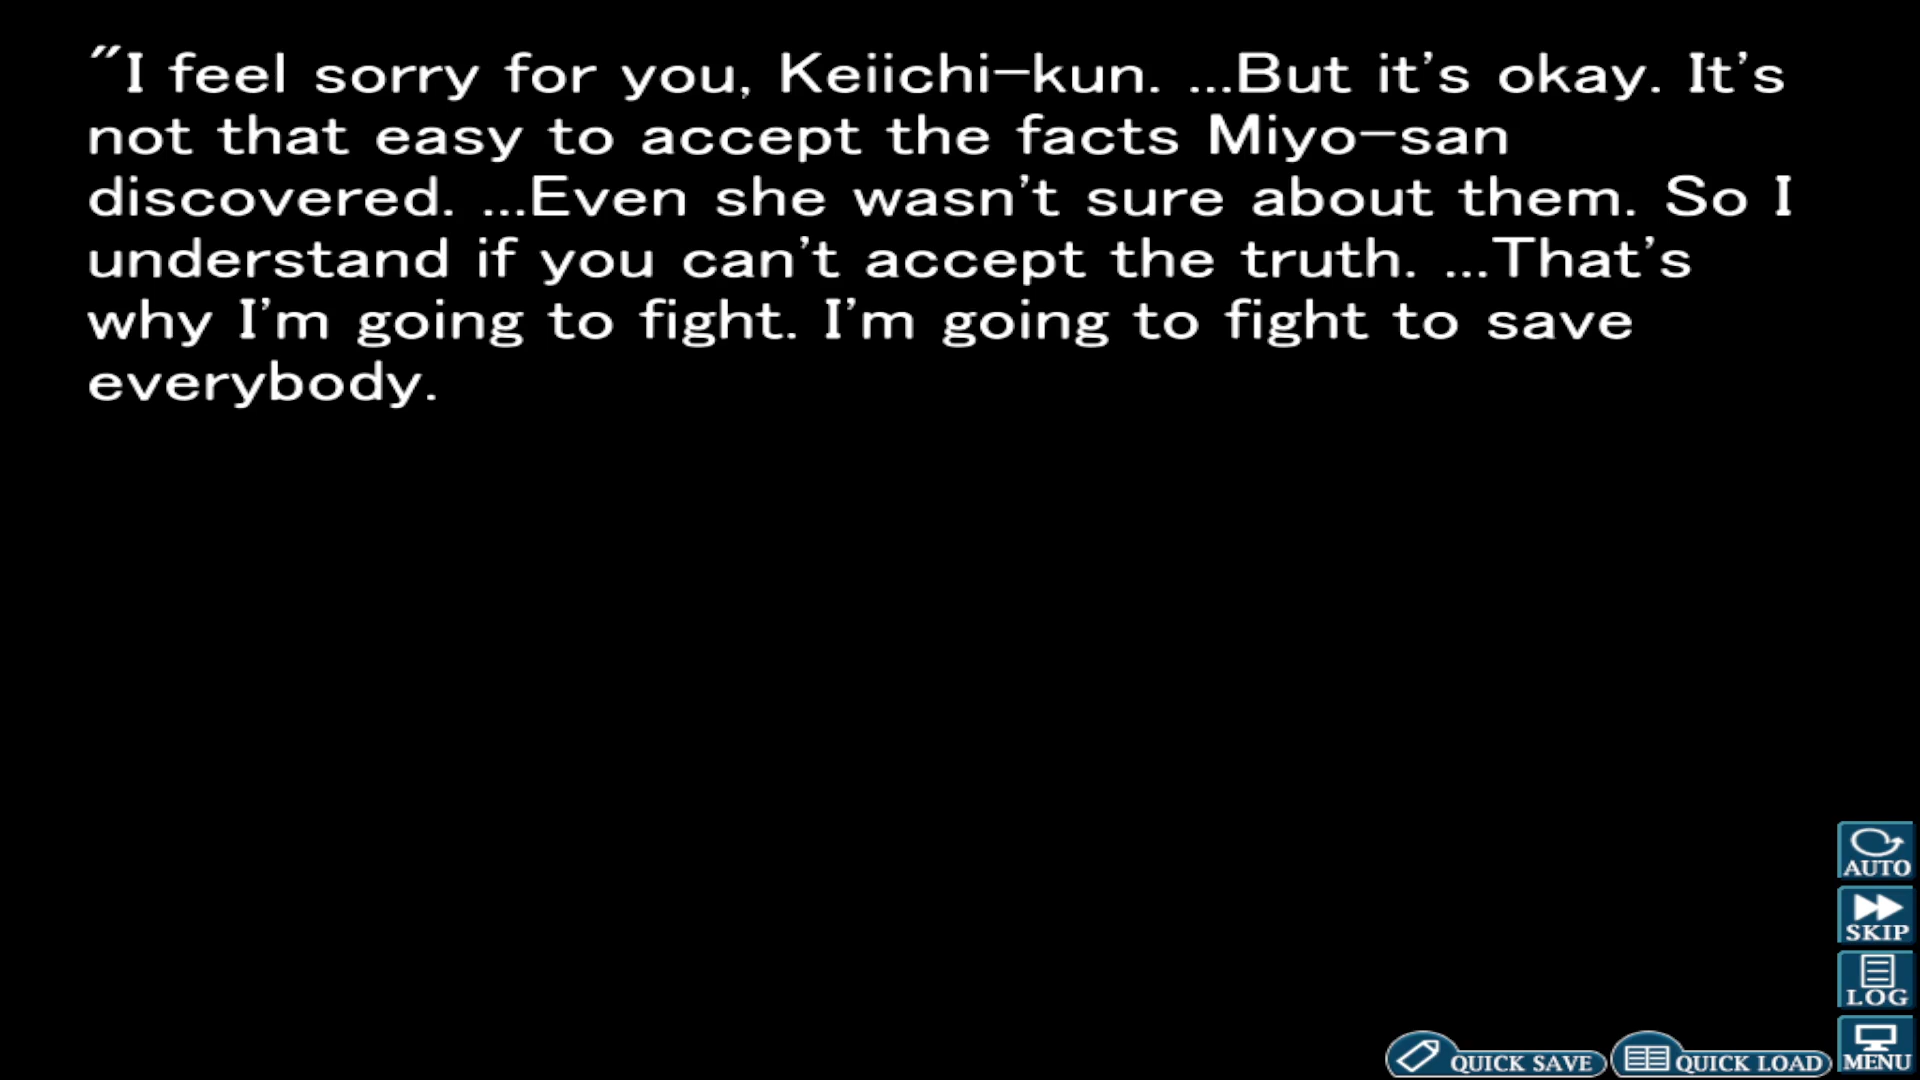 "I feel sorry for you, Keiichi-kun. ...But it's okay. It's
not that easy to accept the facts Miyo-san
discovered. ...Even she wasn't sure about them. So I
understand if you can't accept the truth. ...That's
why I'm going to fight. I'm going to fight to save
everybody.
AUTO
SKIP
LOG
QUICK SAVE
QUICK LOAD
MENU